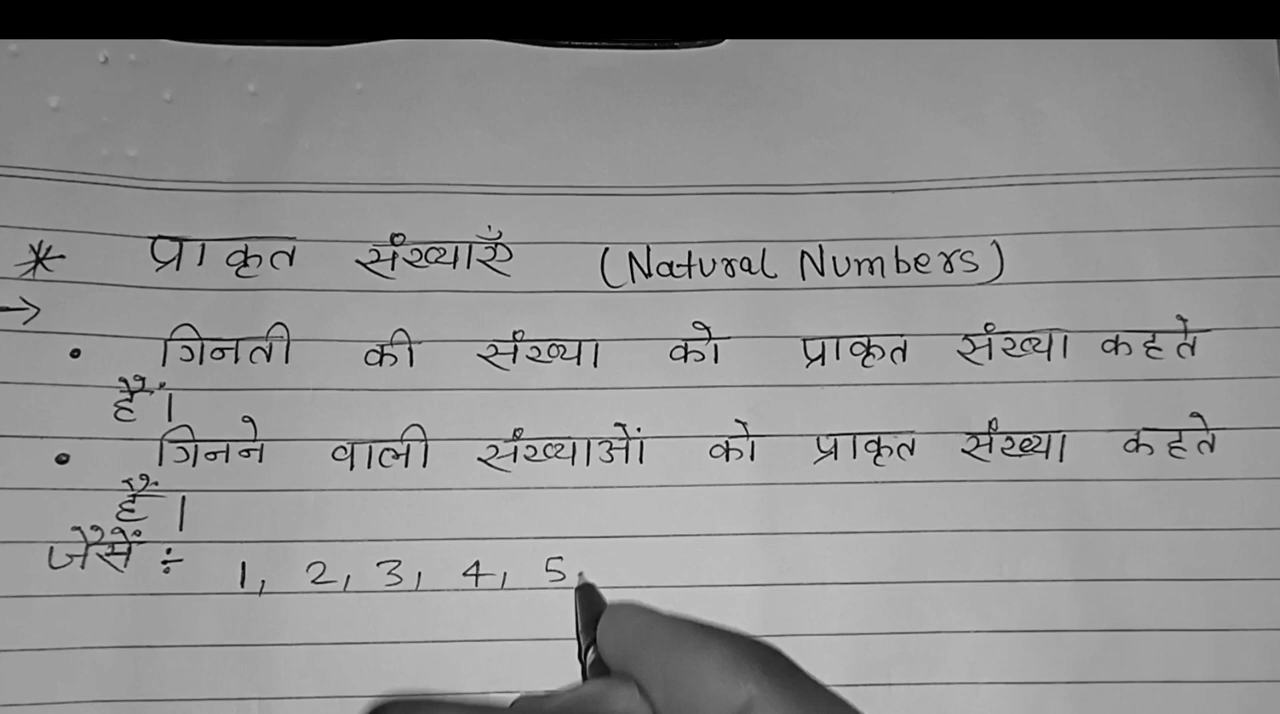 * प्राकृत संख्याएँ (Natural Numbers)
→
• गिनती की संख्या को प्राकृत संख्या कहते
हैं।
• गिनने वाली संख्याओं को प्राकृत संख्या कहते
हैं।
जैसें ÷ 1, 2, 3, 4, 5,